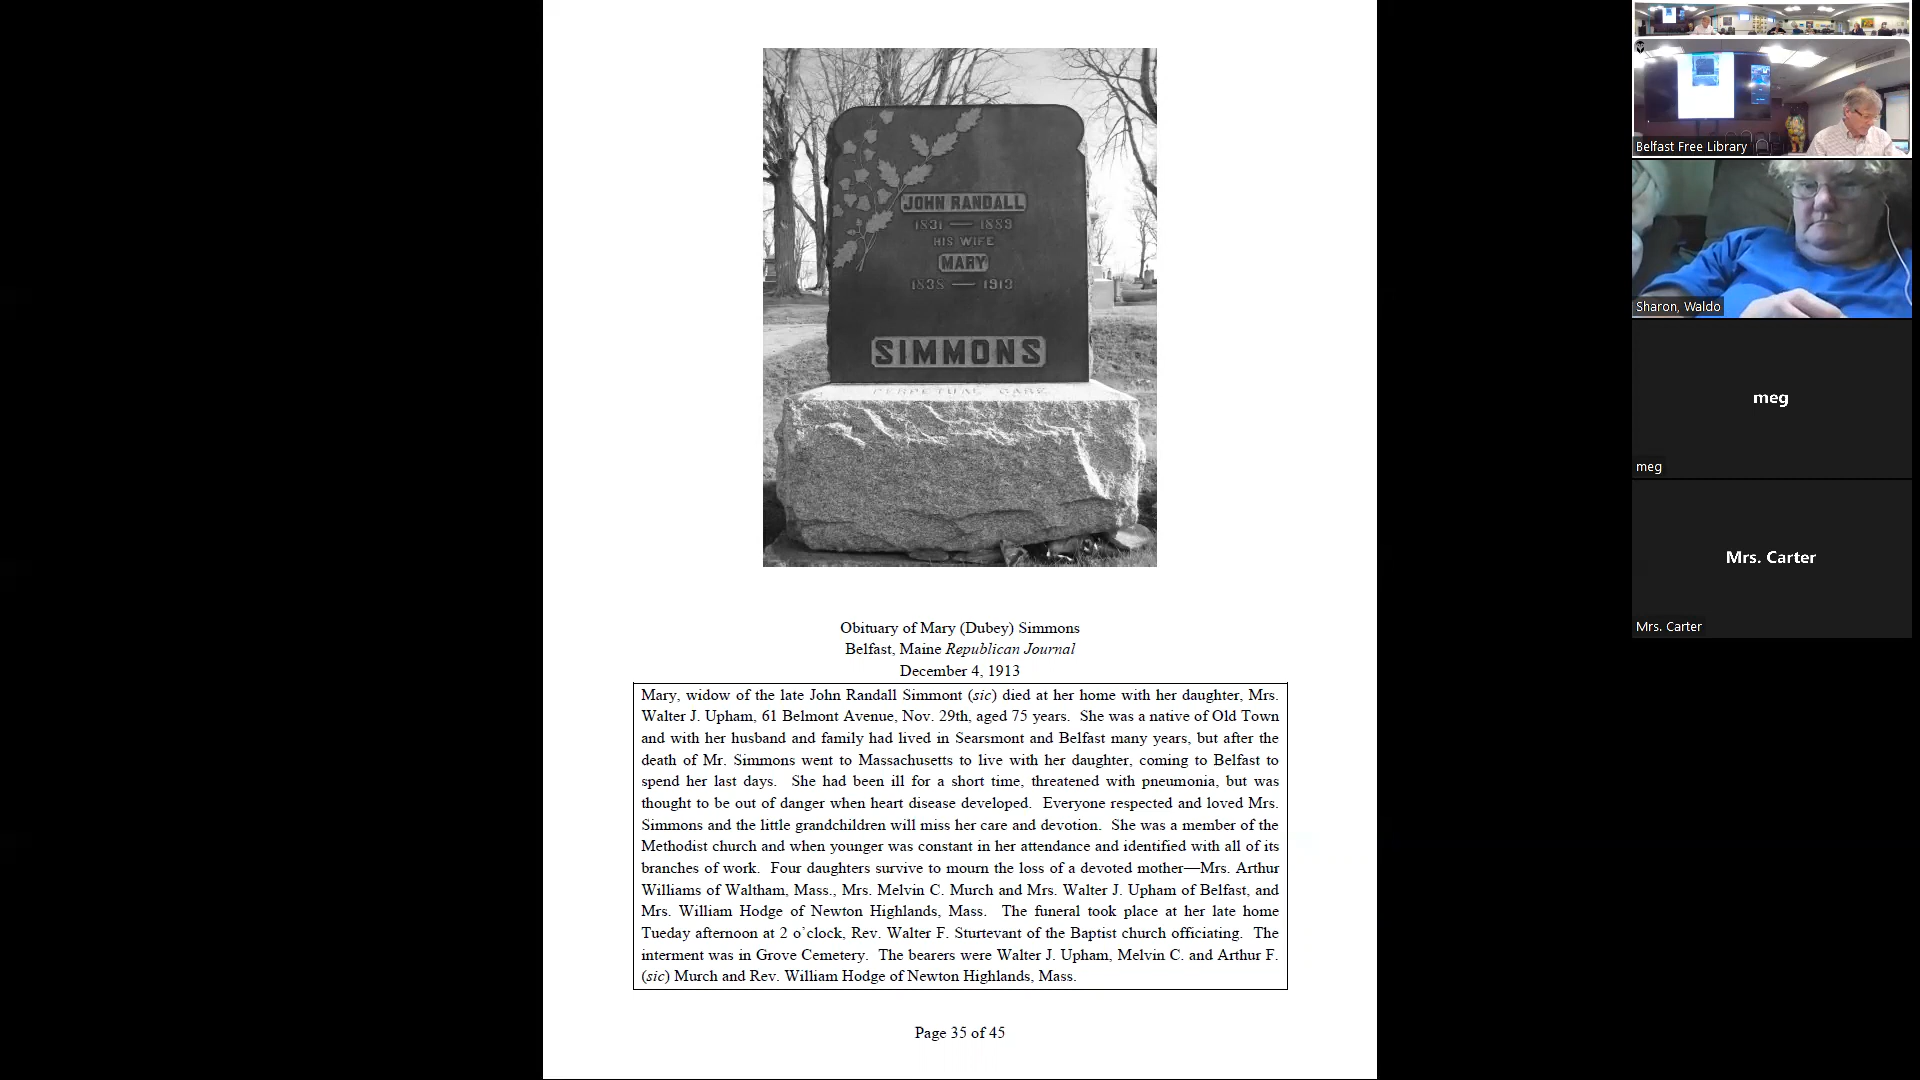 JOHN RANDALL
1831 — 1889
HIS WIFE
MARY
1838 — 1913
SIMMONS
PERPETUAL CARE
Obituary of Mary (Dubey) Simmons
Belfast, Maine Republican Journal
December 4, 1913
Mary, widow of the late John Randall Simmont (sic) died at her home with her daughter, Mrs.
Walter J. Upham, 61 Belmont Avenue, Nov. 29th, aged 75 years. She was a native of Old Town
and with her husband and family had lived in Searsmont and Belfast many years, but after the
death of Mr. Simmons went to Massachusetts to live with her daughter, coming to Belfast to
spend her last days. She had been ill for a short time, threatened with pneumonia, but was
thought to be out of danger when heart disease developed. Everyone respected and loved Mrs.
Simmons and the little grandchildren will miss her care and devotion. She was a member of the
Methodist church and when younger was constant in her attendance and identified with all of its
branches of work. Four daughters survive to mourn the loss of a devoted mother—Mrs. Arthur
Williams of Waltham, Mass., Mrs. Melvin C. Murch and Mrs. Walter J. Upham of Belfast, and
Mrs. William Hodge of Newton Highlands, Mass. The funeral took place at her late home
Tueday afternoon at 2 o’clock, Rev. Walter F. Sturtevant of the Baptist church officiating. The
interment was in Grove Cemetery. The bearers were Walter J. Upham, Melvin C. and Arthur F.
(sic) Murch and Rev. William Hodge of Newton Highlands, Mass.
Page 35 of 45
Belfast Free Library
Sharon, Waldo
meg
meg
Mrs. Carter
Mrs. Carter